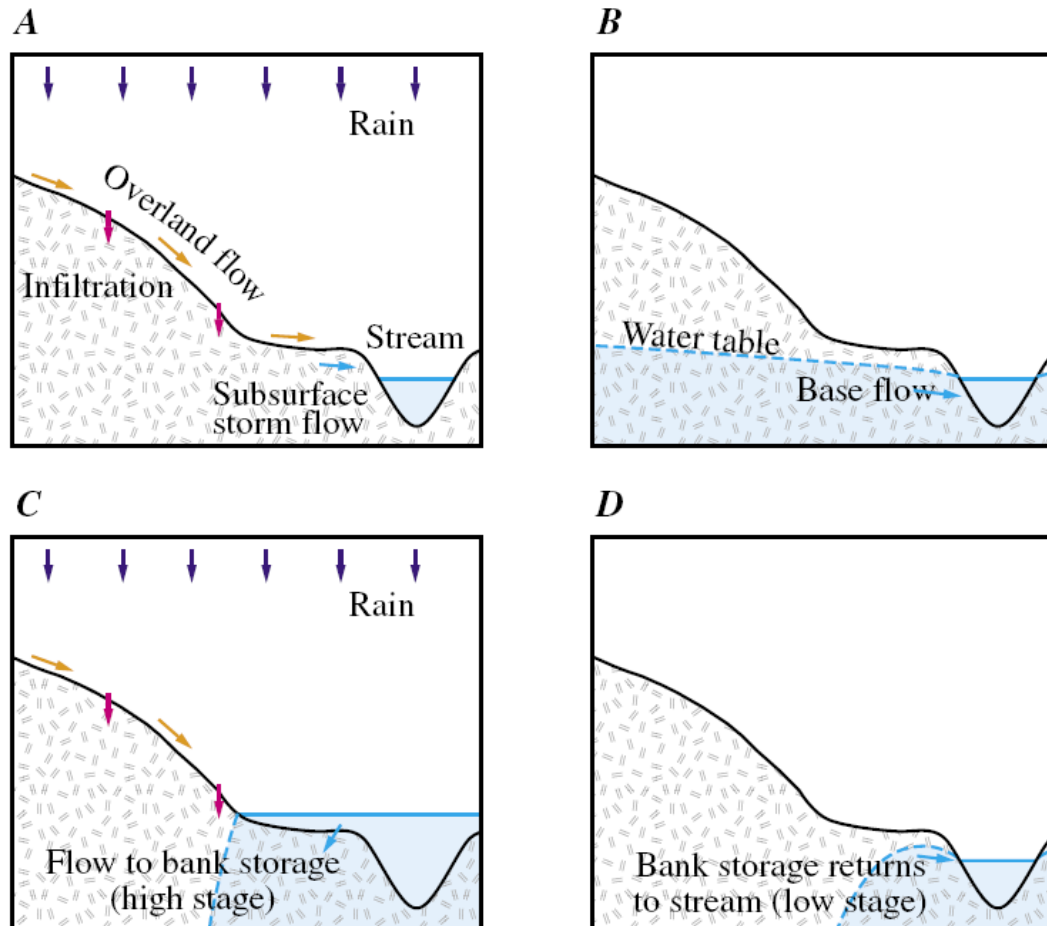 A
Rain
Overland flow
Infiltration
Stream
Subsurface
storm flow
B
Water table
Base flow
C
Rain
Flow to bank storage
(high stage)
D
Bank storage returns
to stream (low stage)